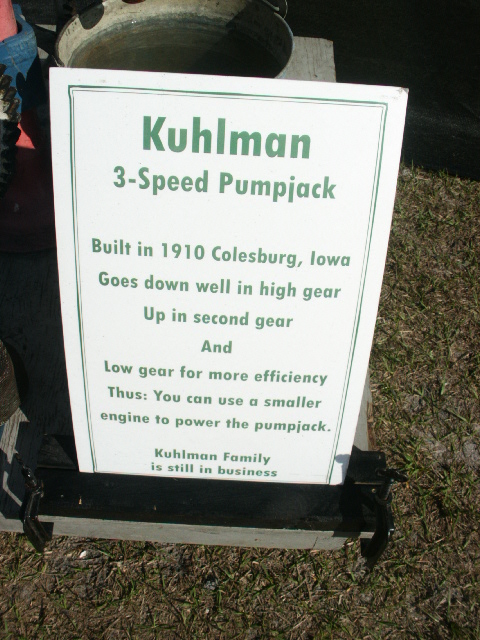 Kuhlman
3-Speed Pumpjack
Built in 1910 Colesburg, Iowa
Goes down well in high gear
Up in second gear
And
Low gear for more efficiency
Thus: You can use a smaller
engine to power the pumpjack.
Kuhlman Family
is still in business